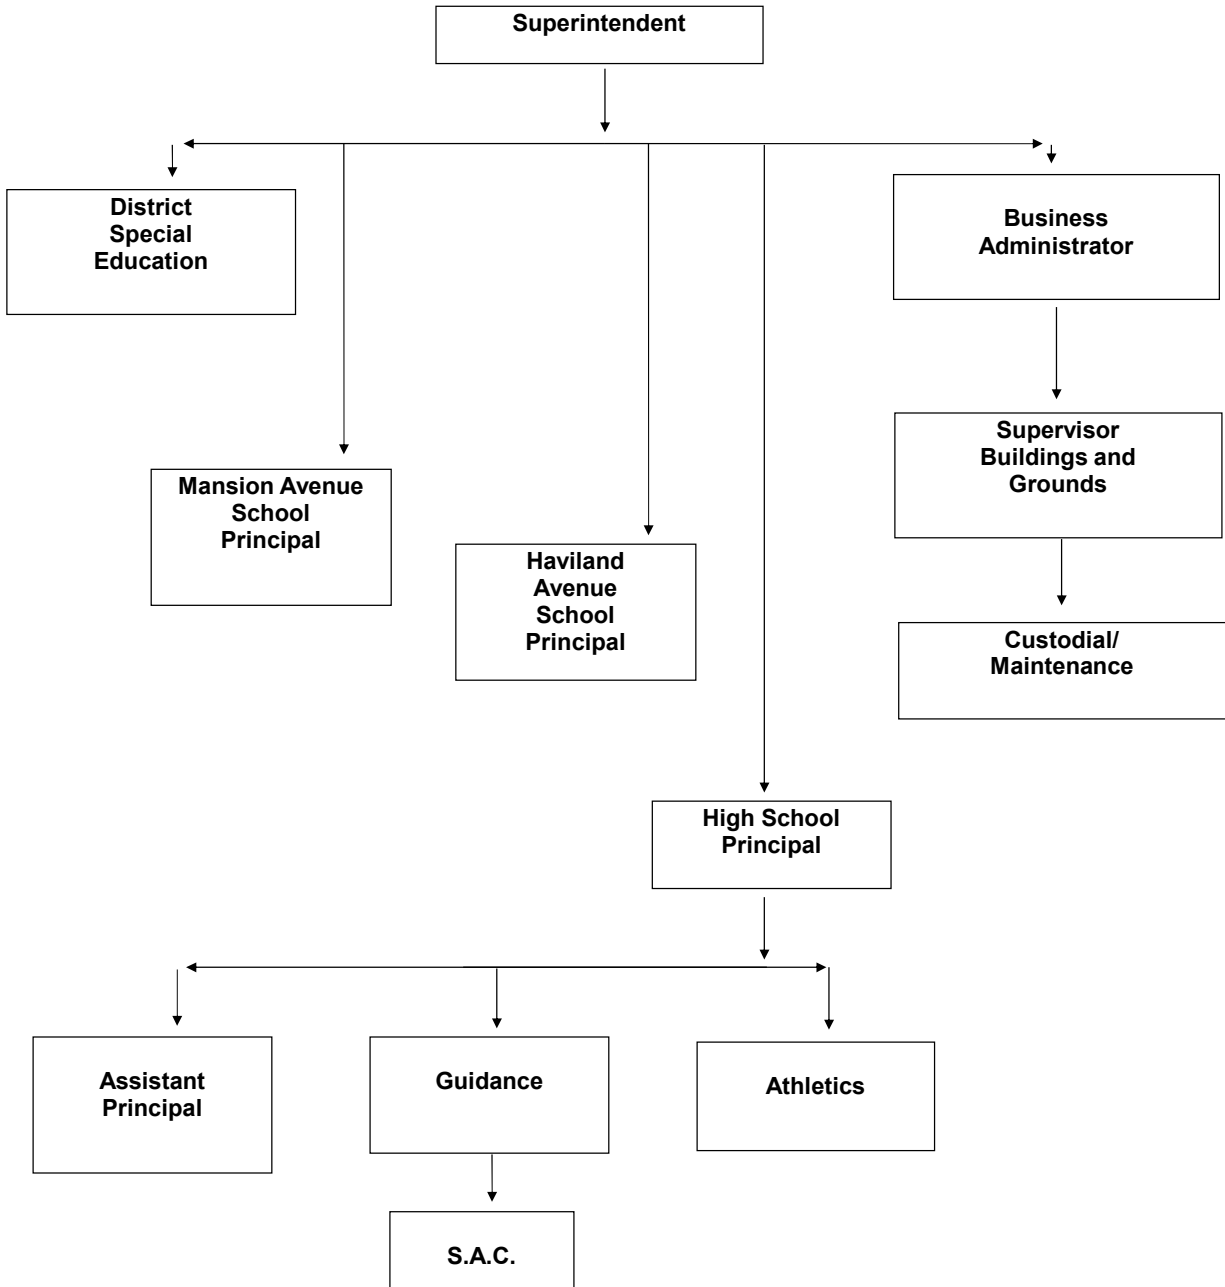 Superintendent
District
Special
Education
Business
Administrator
Supervisor
Buildings and
Grounds
Mansion Avenue
School
Principal
Haviland
Avenue
School
Principal
Custodial/
Maintenance
High School
Principal
Assistant
Principal
Guidance
Athletics
S.A.C.